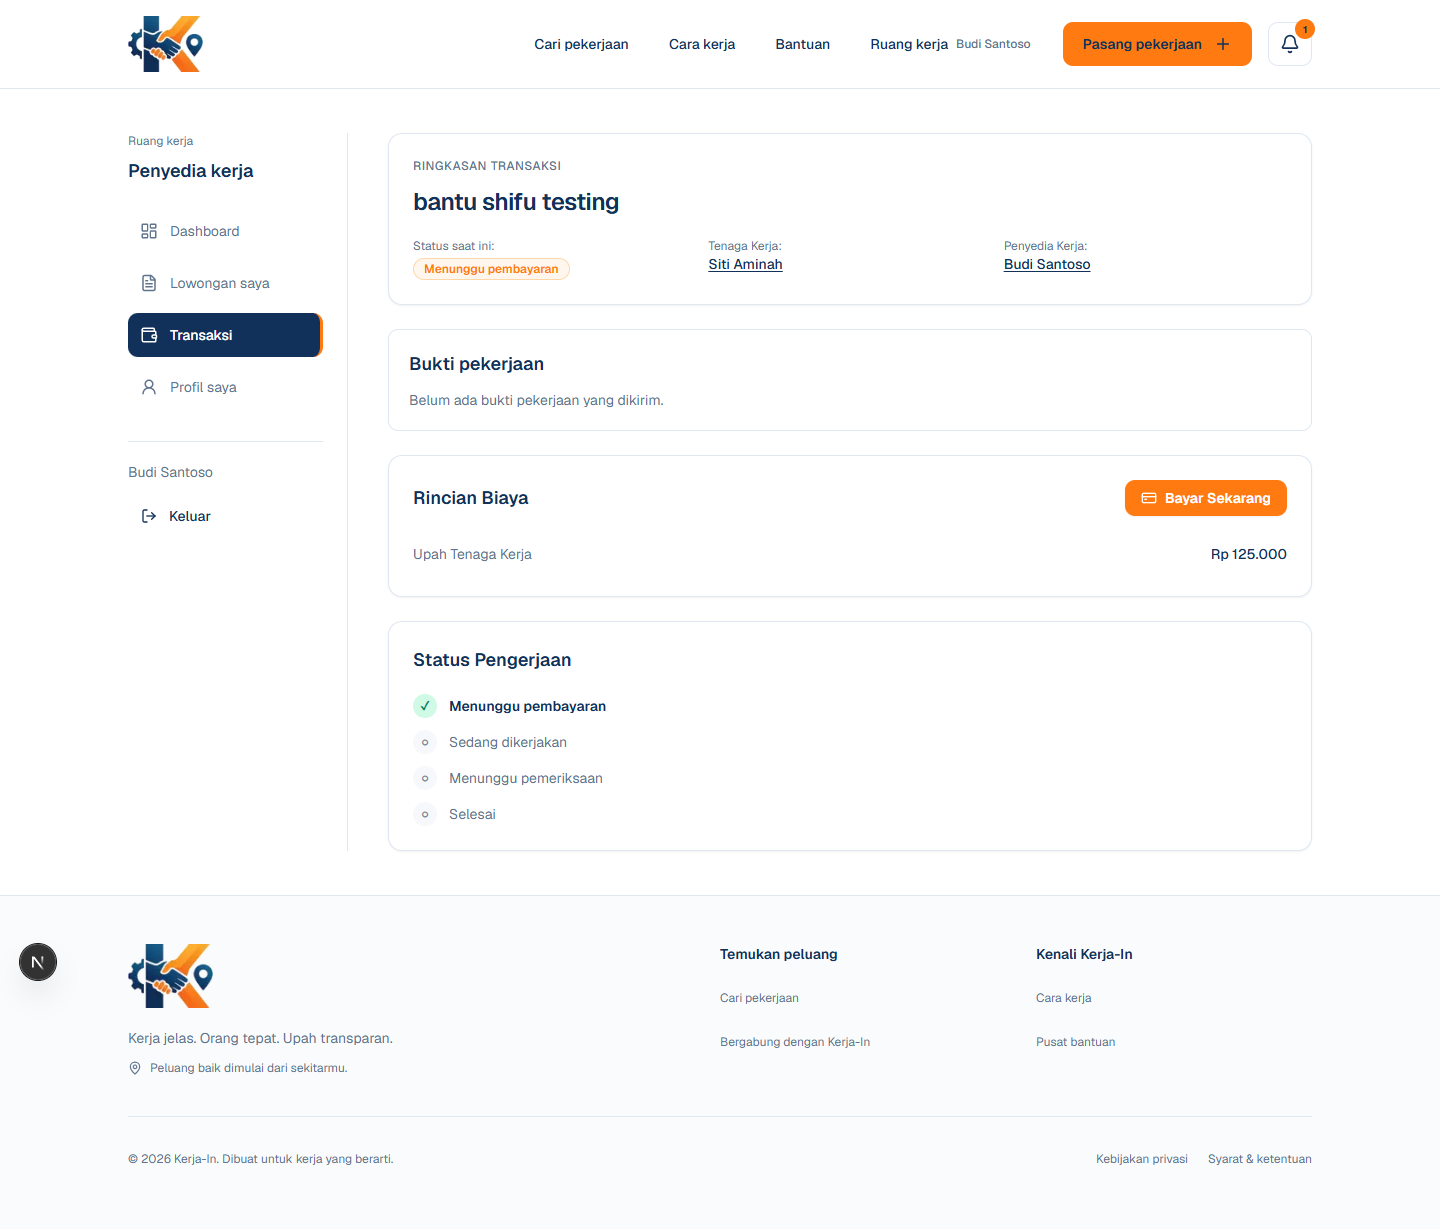 Cari pekerjaan
Cara kerja
Bantuan
Ruang kerja Budi Santoso
Pasang pekerjaan
1
Ruang kerja
Penyedia kerja
Dashboard
Lowongan saya
Transaksi
Profil saya
Budi Santoso
Keluar
RINGKASAN TRANSAKSI
bantu shifu testing
Status saat ini:
Menunggu pembayaran
Tenaga Kerja:
Siti Aminah
Penyedia Kerja:
Budi Santoso
Bukti pekerjaan
Belum ada bukti pekerjaan yang dikirim.
Rincian Biaya
Bayar Sekarang
Upah Tenaga Kerja
Rp 125.000
Status Pengerjaan
Menunggu pembayaran
Sedang dikerjakan
Menunggu pemeriksaan
Selesai
N
Kerja jelas. Orang tepat. Upah transparan.
Peluang baik dimulai dari sekitarmu.
Temukan peluang
Cari pekerjaan
Bergabung dengan Kerja-In
Kenali Kerja-In
Cara kerja
Pusat bantuan
© 2026 Kerja-In. Dibuat untuk kerja yang berarti.
Kebijakan privasi
Syarat & ketentuan